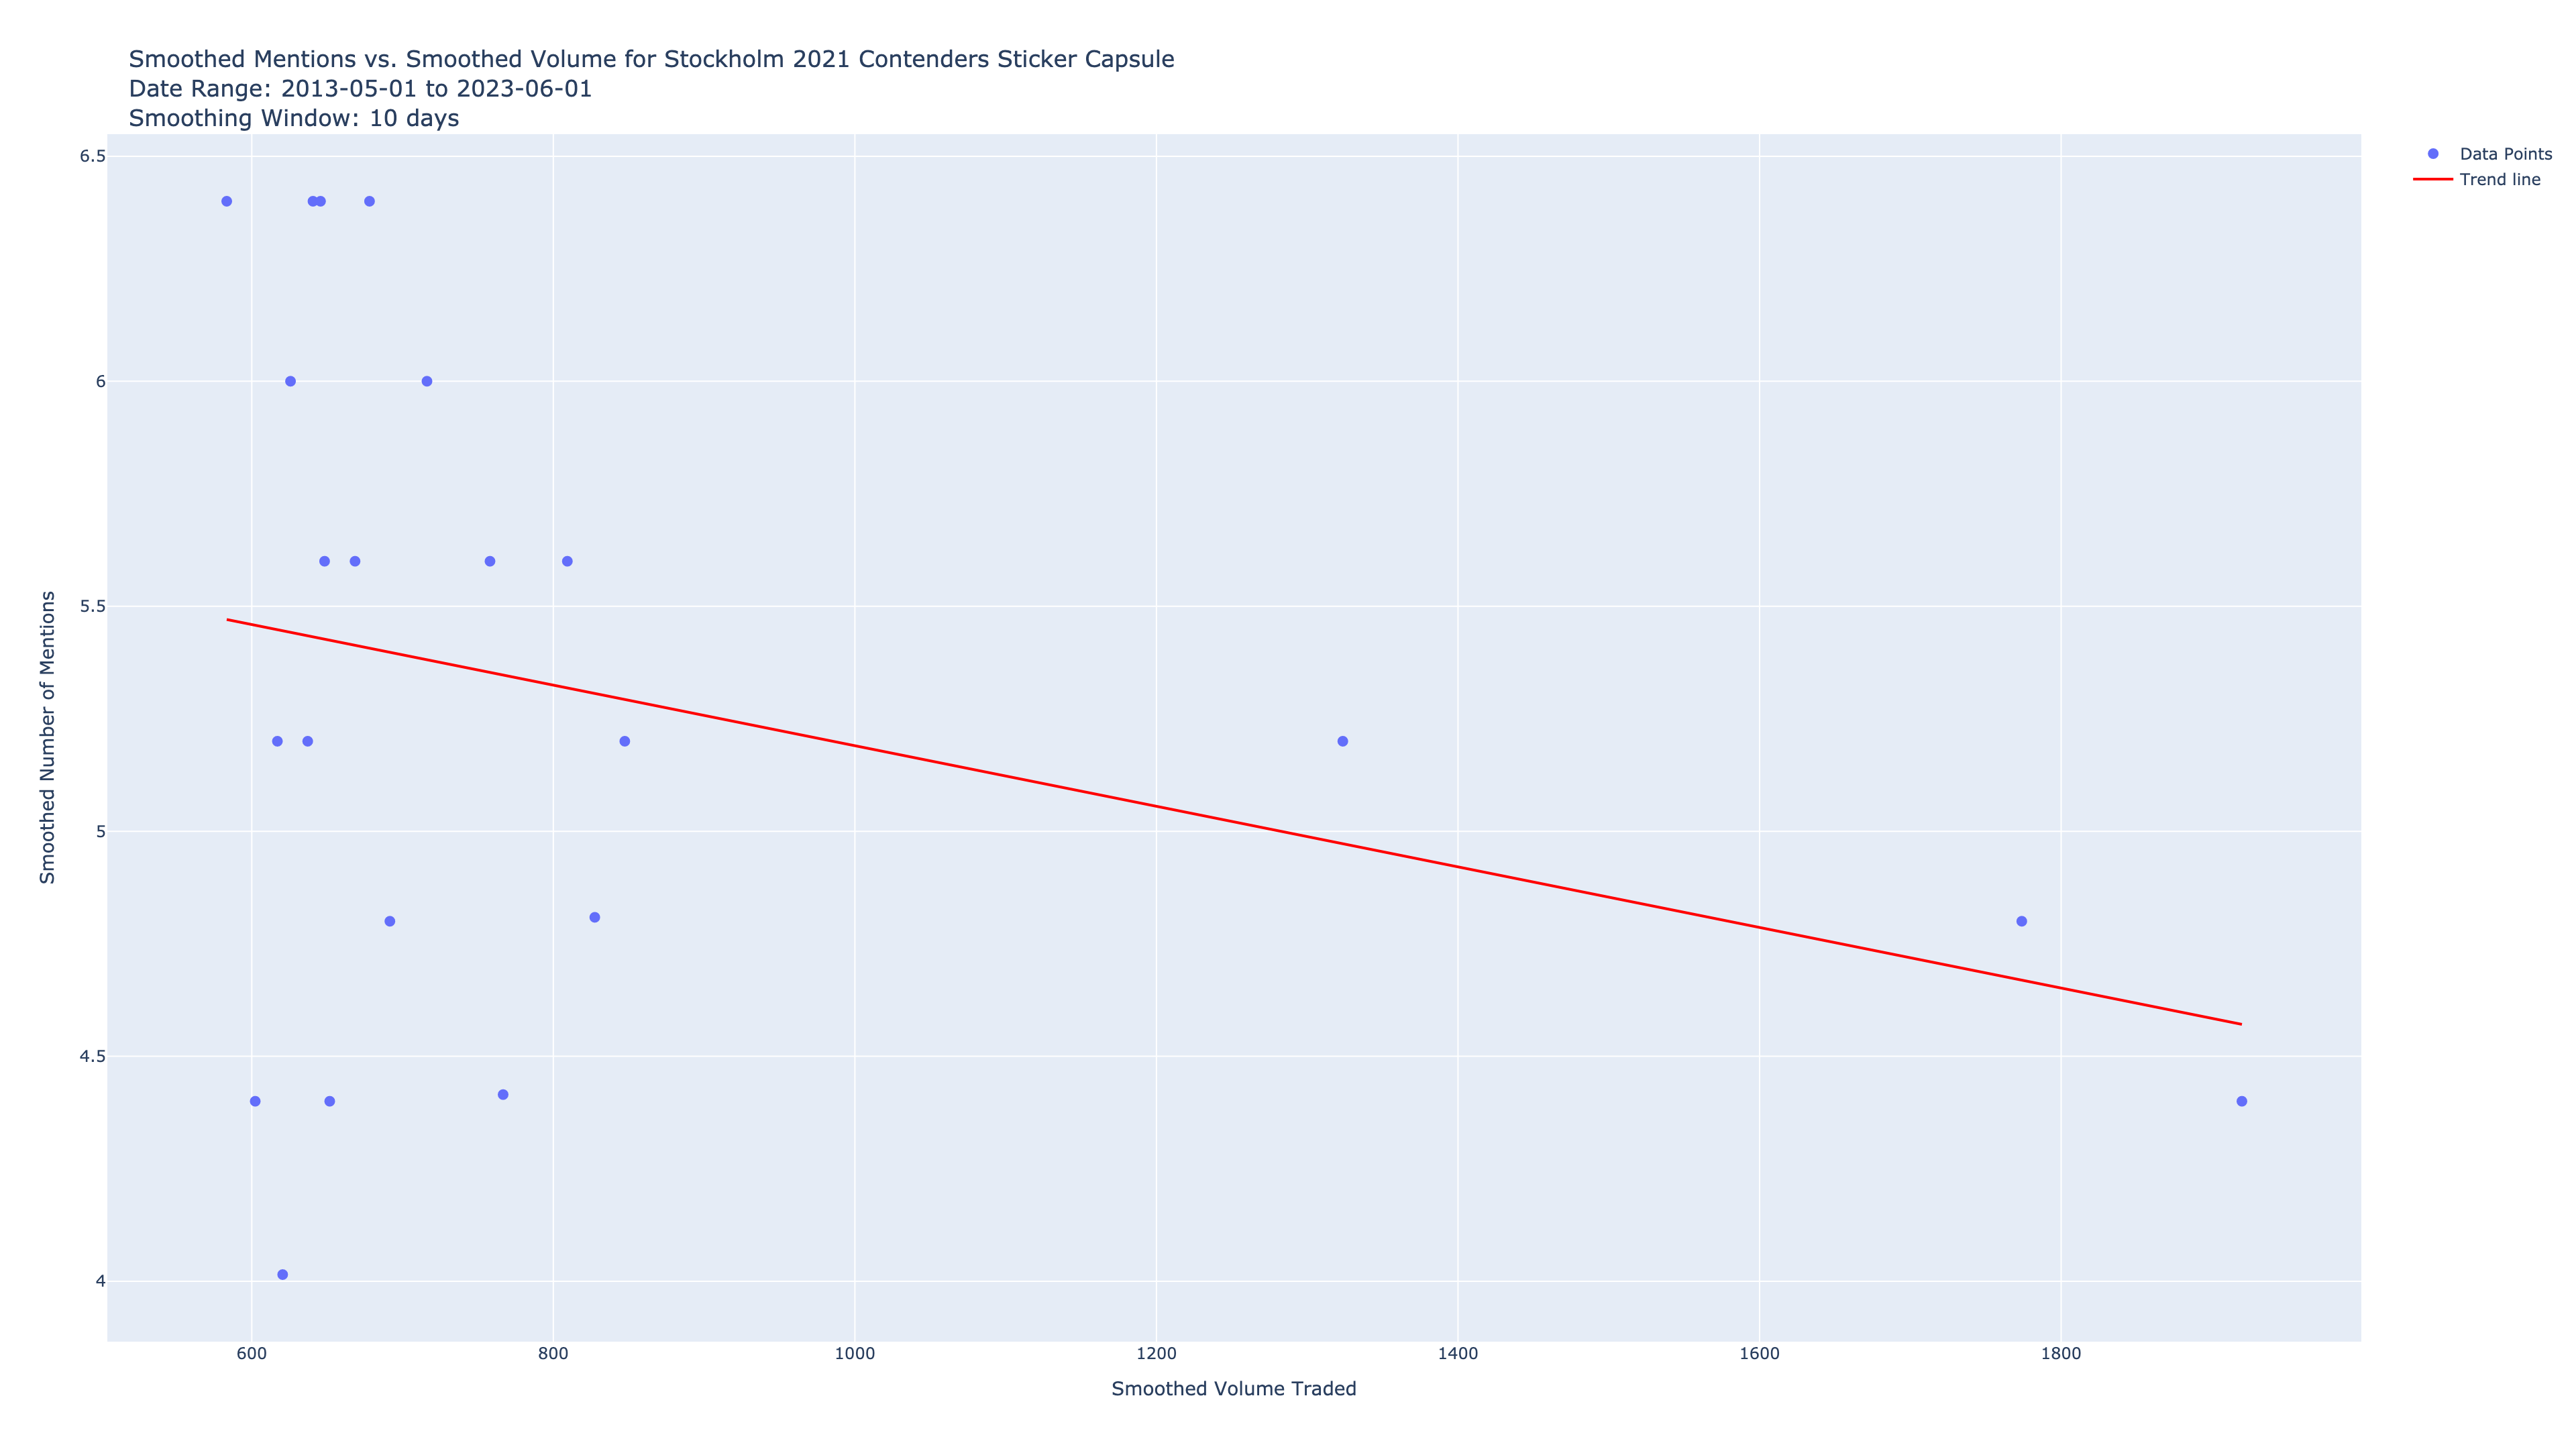 Smoothed Mentions vs. Smoothed Volume for Stockholm 2021 Contenders Sticker Capsule
Date Range: 2013-05-01 to 2023-06-01
Smoothing Window: 10 days
Data Points
Trend line
6.5
6
5.5
5
4.5
4
Smoothed Number of Mentions
600
800
1000
1200
1400
1600
1800
Smoothed Volume Traded